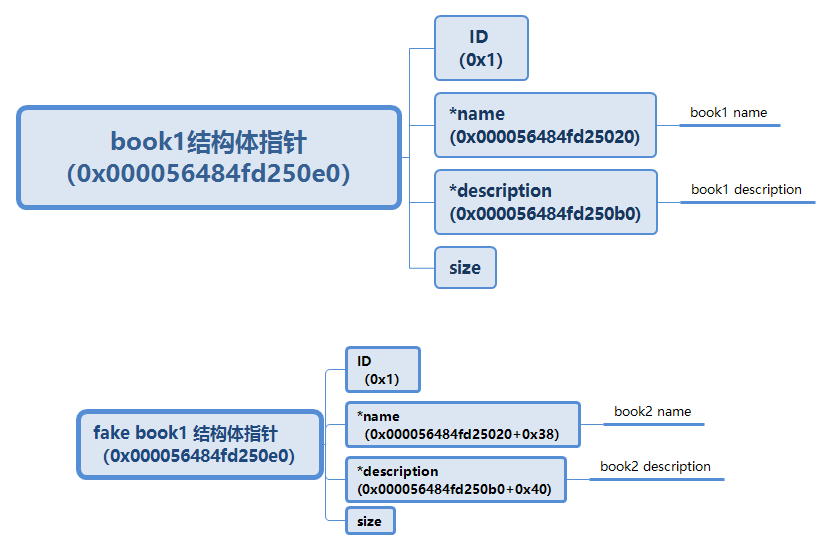 book1结构体指针
（0x000056484fd250e0）
ID
（0x1）
*name
(0x000056484fd25020)
book1 name
*description
(0x000056484fd250b0)
book1 description
size
fake book1 结构体指针
（0x000056484fd250e0）
ID
（0x1）
*name
（0x000056484fd25020+0x38)
book2 name
*description
(0x000056484fd250b0+0x40)
book2 description
size